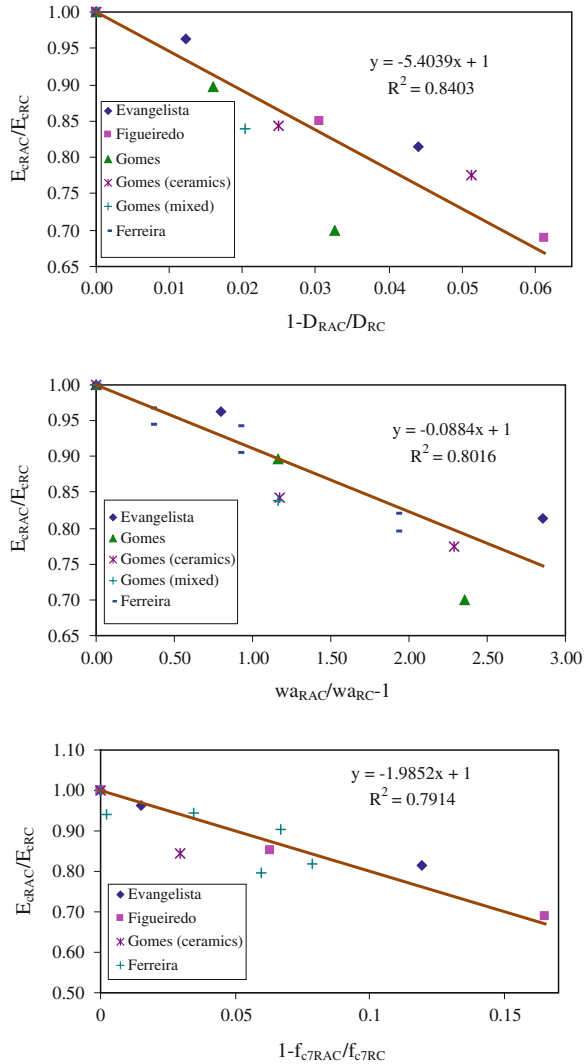 1.00
0.95
0.90
0.85
0.80
0.75
0.70
0.65
E_cRAC/E_cRC
y = -5.4039x + 1
R² = 0.8403
Evangelista
Figueiredo
Gomes
Gomes (ceramics)
Gomes (mixed)
Ferreira
0.00 0.01 0.02 0.03 0.04 0.05 0.06
1-D_RAC/D_RC
1.00
0.95
0.90
0.85
0.80
0.75
0.70
0.65
E_cRAC/E_cRC
y = -0.0884x + 1
R² = 0.8016
Evangelista
Gomes
Gomes (ceramics)
Gomes (mixed)
Ferreira
0.00 0.50 1.00 1.50 2.00 2.50 3.00
wa_RAC/wa_RC-1
1.10
1.00
0.90
0.80
0.70
0.60
0.50
E_cRAC/E_cRC
y = -1.9852x + 1
R² = 0.7914
Evangelista
Figueiredo
Gomes (ceramics)
Ferreira
0 0.05 0.1 0.15
1-f_c7RAC/f_c7RC